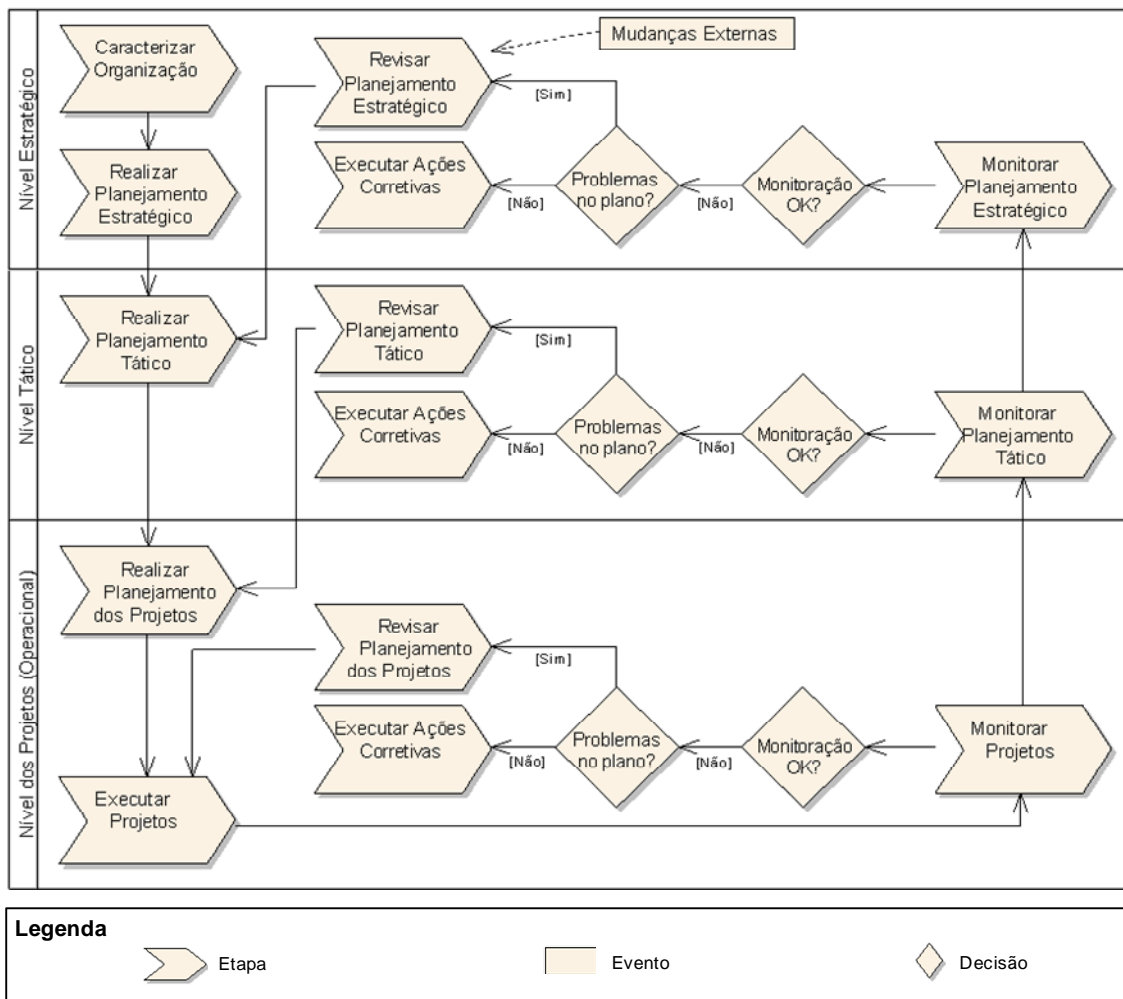 Nível Estratégico
Caracterizar
Organização
Realizar
Planejamento
Estratégico
Revisar
Planejamento
Estratégico
Mudanças Externas
[Sim]
Executar Ações
Corretivas
[Não]
Problemas
no plano?
[Não]
Monitoração
OK?
Monitorar
Planejamento
Estratégico
Nível Tático
Realizar
Planejamento
Tático
Revisar
Planejamento
Tático
[Sim]
Executar Ações
Corretivas
[Não]
Problemas
no plano?
[Não]
Monitoração
OK?
Monitorar
Planejamento
Tático
Nível dos Projetos (Operacional)
Realizar
Planejamento
dos Projetos
Revisar
Planejamento
dos Projetos
[Sim]
Executar Ações
Corretivas
[Não]
Problemas
no plano?
[Não]
Monitoração
OK?
Monitorar
Projetos
Executar
Projetos
Legenda
Etapa
Evento
Decisão